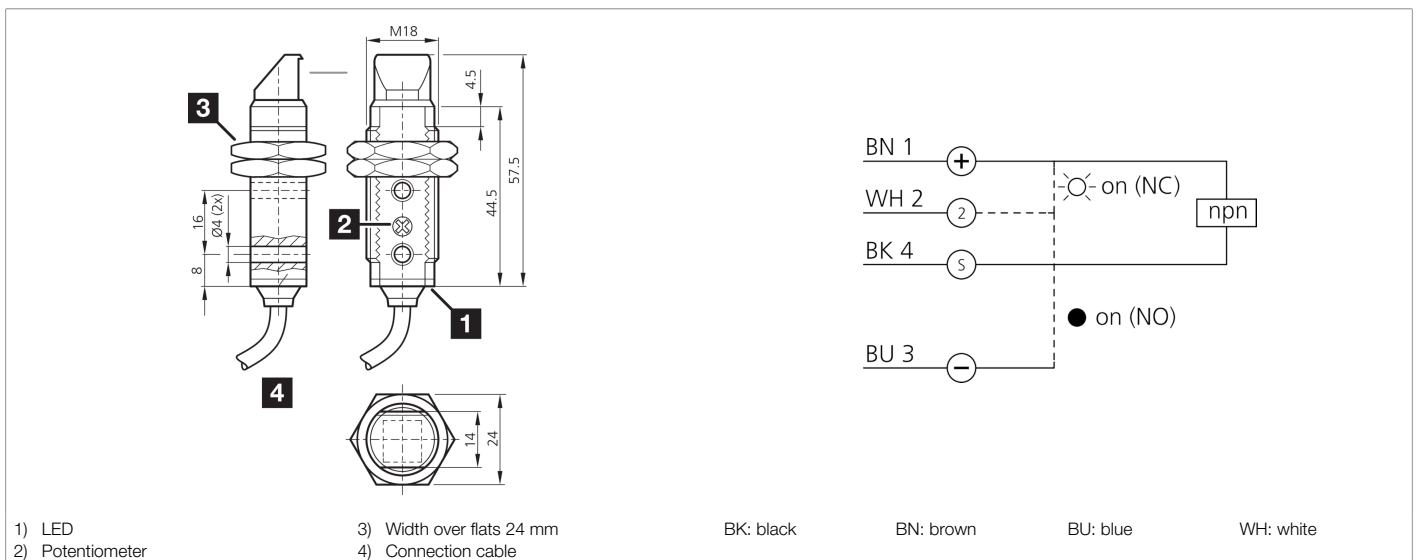 M18
4.5
57.5
44.5
3
2
1
4
16
Ø4 (2x)
8
14
24
BN 1
+
on (NC)
WH 2
2
npn
BK 4
S
on (NO)
BU 3
−
1) LED
2) Potentiometer
3) Width over flats 24 mm
4) Connection cable
BK: black
BN: brown
BU: blue
WH: white